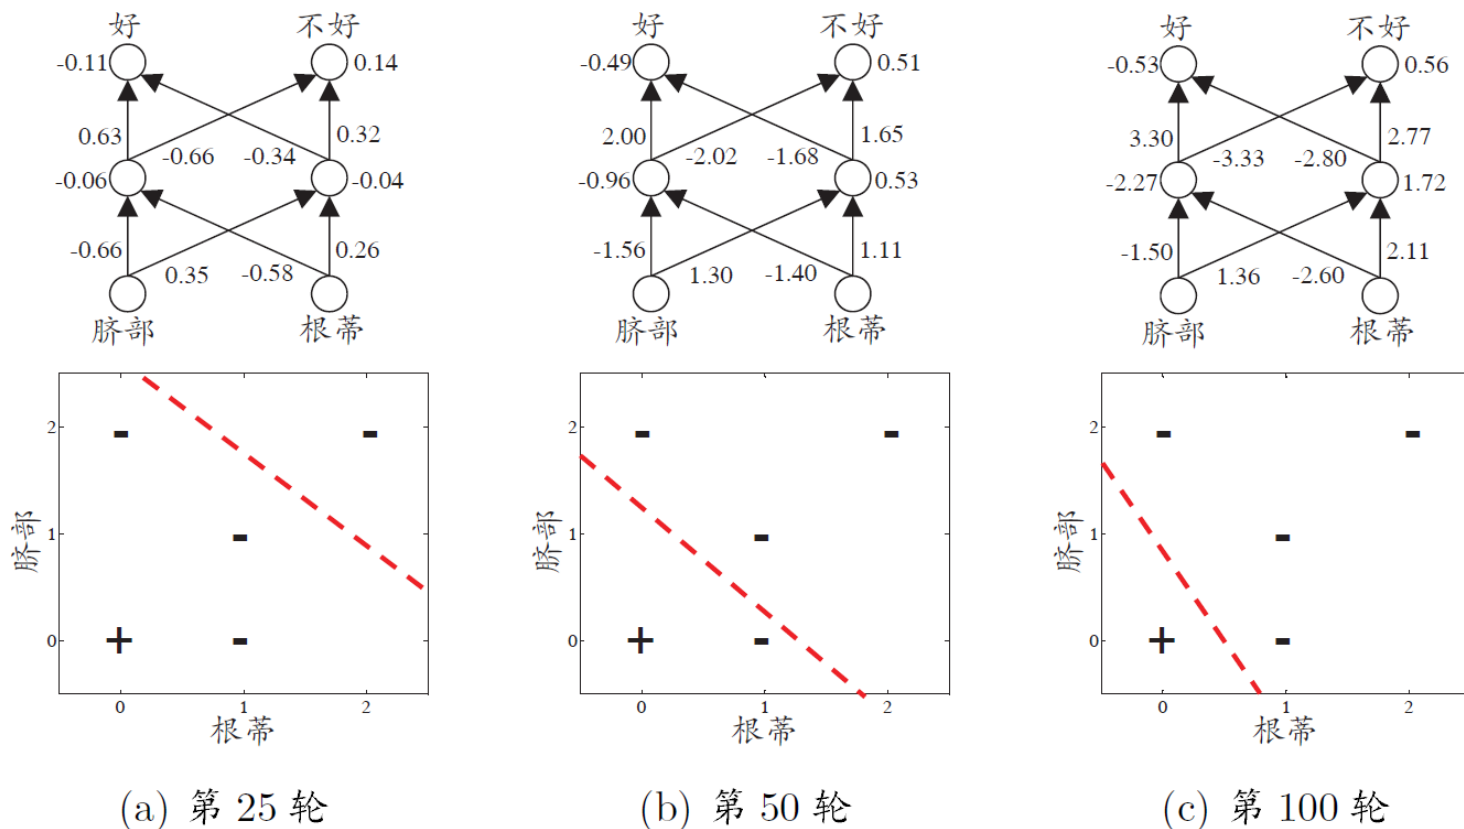 好 不好
-0.11 0.14
0.63 0.32
-0.66 -0.34
-0.06 -0.04
-0.66 0.26
0.35 -0.58
脐部 根蒂
2
1
0
脐部
0 1 2
根蒂
(a) 第 25 轮
好 不好
-0.49 0.51
2.00 1.65
-2.02 -1.68
-0.96 0.53
-1.56 1.11
1.30 -1.40
脐部 根蒂
2
1
0
脐部
0 1 2
根蒂
(b) 第 50 轮
好 不好
-0.53 0.56
3.30 2.77
-3.33 -2.80
-2.27 1.72
-1.50 2.11
1.36 -2.60
脐部 根蒂
2
1
0
脐部
0 1 2
根蒂
(c) 第 100 轮